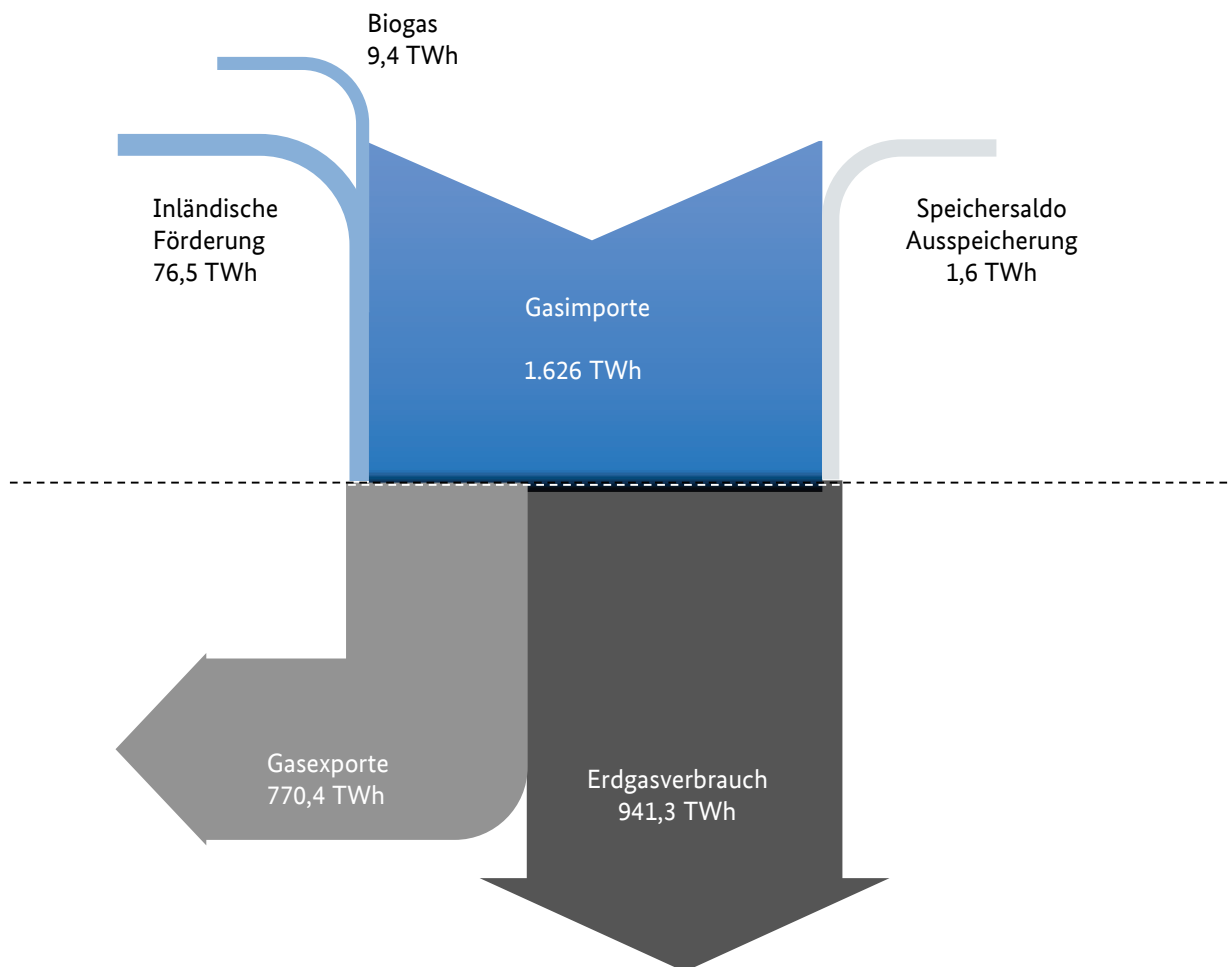 Biogas
9,4 TWh
Inländische
Förderung
76,5 TWh
Speichersaldo
Ausspeicherung
1,6 TWh
Gasimporte
1.626 TWh
Gasexporte
770,4 TWh
Erdgasverbrauch
941,3 TWh